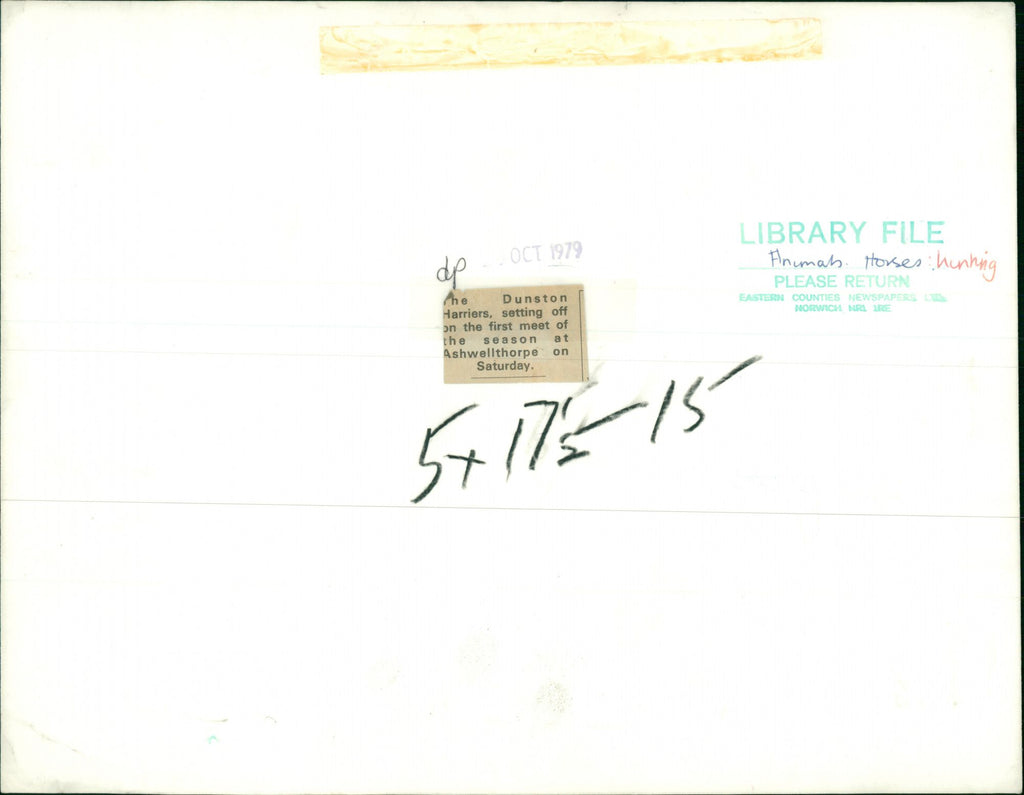 LIBRARY FILE
Animals. Horses: hunting
PLEASE RETURN
EASTERN COUNTIES NEWSPAPERS LTD.
NORWICH NR1 1RE
OCT 1979
dp
The Dunston
Harriers, setting off
on the first meet of
the season at
Ashwellthorpe on
Saturday.
5 x 17½ - 15